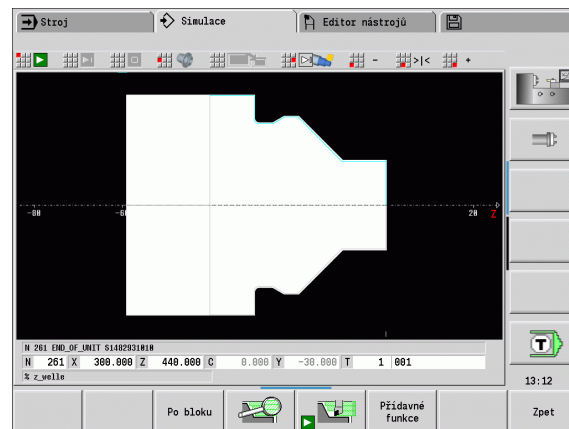 Stroj
Simulace
Editor nástrojů
- >|< +
-80
20
Z
N 261 END_OF_UNIT S1402931010
N 261 X 300.000 Z 440.000 C 0.000 Y -30.000 T 1 001
% z_welle
T
13:12
Po bloku
Přídavné
funkce
Zpet